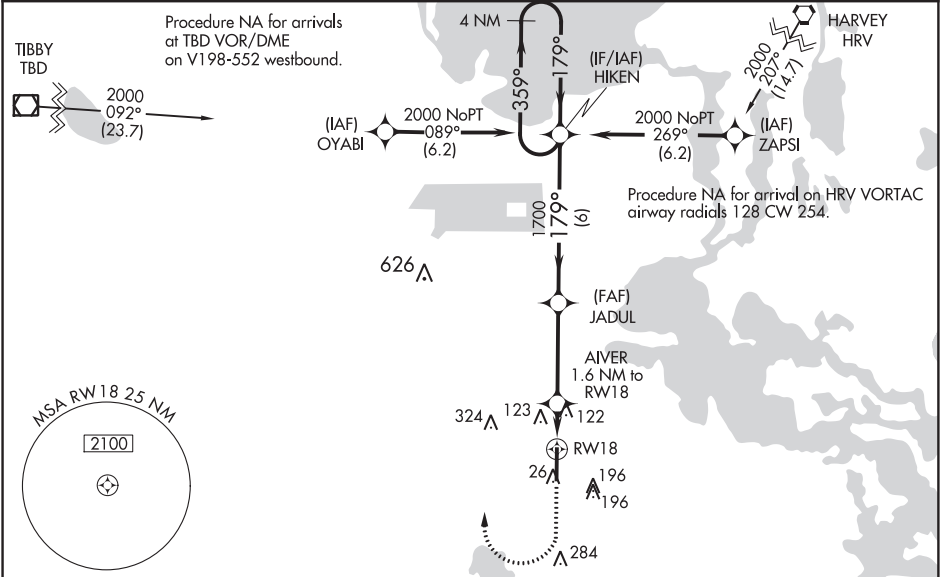 Procedure NA for arrivals
at TBD VOR/DME
on V198-552 westbound.
TIBBY
TBD
2000
092°
(23.7)
4 NM
359°
179°
(IF/IAF)
HIKEN
HARVEY
HRV
2000
207°
(14.7)
(IAF)
OYABI
2000 NoPT
089°
(6.2)
2000 NoPT
269°
(6.2)
(IAF)
ZAPSI
Procedure NA for arrival on HRV VORTAC
airway radials 128 CW 254.
1700
179°
(6)
626
(FAF)
JADUL
AIVER
1.6 NM to
RW18
324
123
122
RW18
26
196
196
284
MSA RW18 25 NM
2100